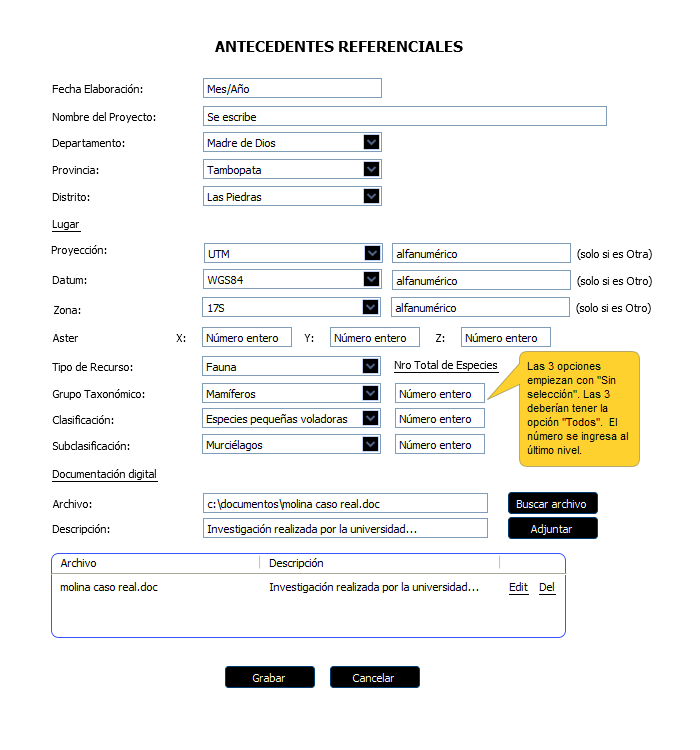 ANTECEDENTES REFERENCIALES
Fecha Elaboración: Mes/Año
Nombre del Proyecto: Se escribe
Departamento: Madre de Dios
Provincia: Tambopata
Distrito: Las Piedras
Lugar
Proyección: UTM alfanumérico (solo si es Otra)
Datum: WGS84 alfanumérico (solo si es Otro)
Zona: 17S alfanumérico (solo si es Otro)
Aster X: Número entero Y: Número entero Z: Número entero
Tipo de Recurso: Fauna Nro Total de Especies
Grupo Taxonómico: Mamíferos Número entero
Clasificación: Especies pequeñas voladoras Número entero
Subclasificación: Murciélagos Número entero
Las 3 opciones
empiezan con "Sin
selección". Las 3
deberían tener la
opción "Todos". El
número se ingresa al
último nivel.
Documentación digital
Archivo: c:\documentos\molina caso real.doc Buscar archivo
Descripción: Investigación realizada por la universidad... Adjuntar
Archivo Descripción
molina caso real.doc Investigación realizada por la universidad... Edit Del
Grabar Cancelar